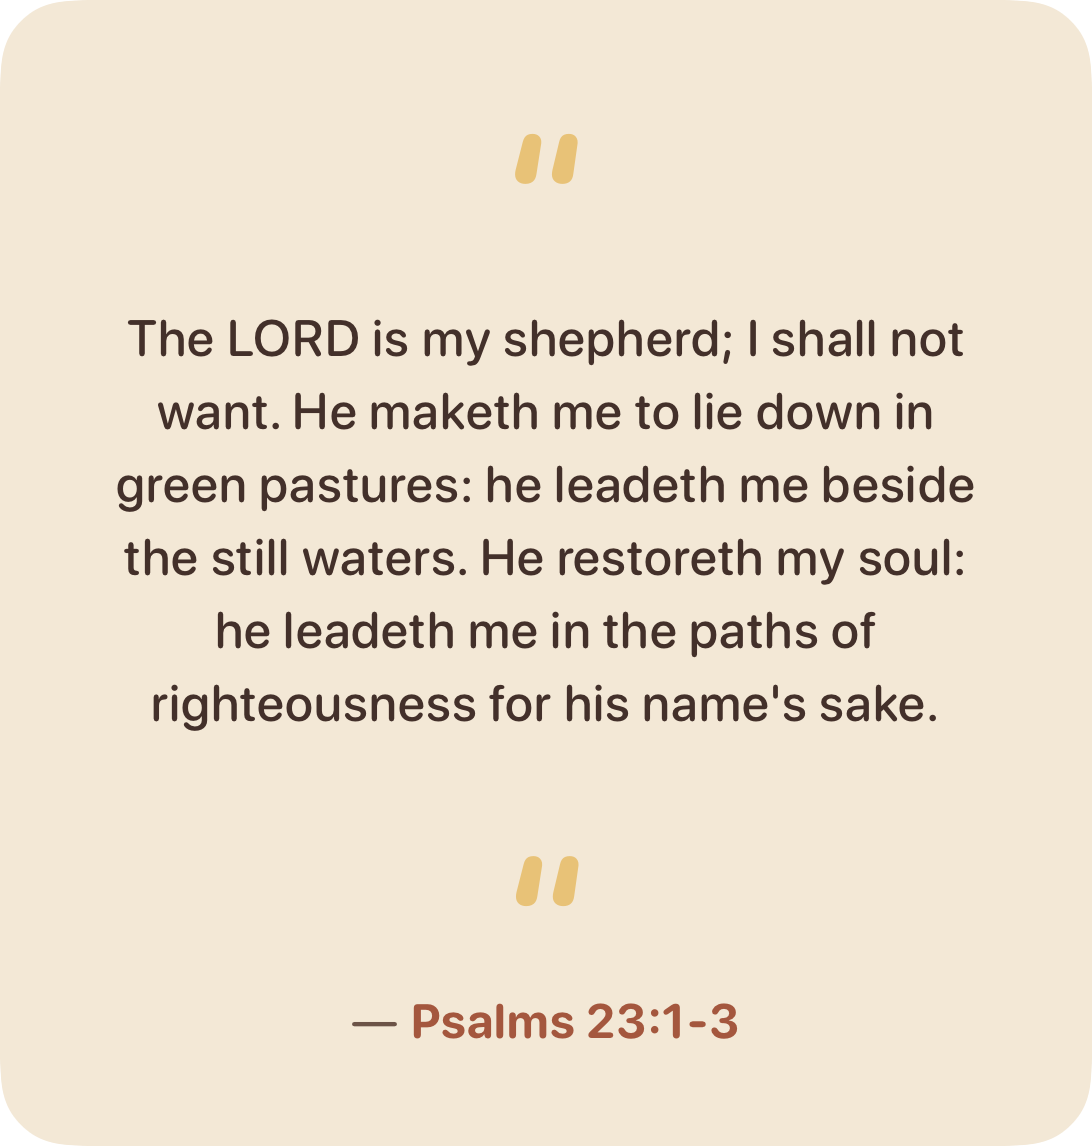 "
The LORD is my shepherd; I shall not
want. He maketh me to lie down in
green pastures: he leadeth me beside
the still waters. He restoreth my soul:
he leadeth me in the paths of
righteousness for his name's sake.
"
— Psalms 23:1-3